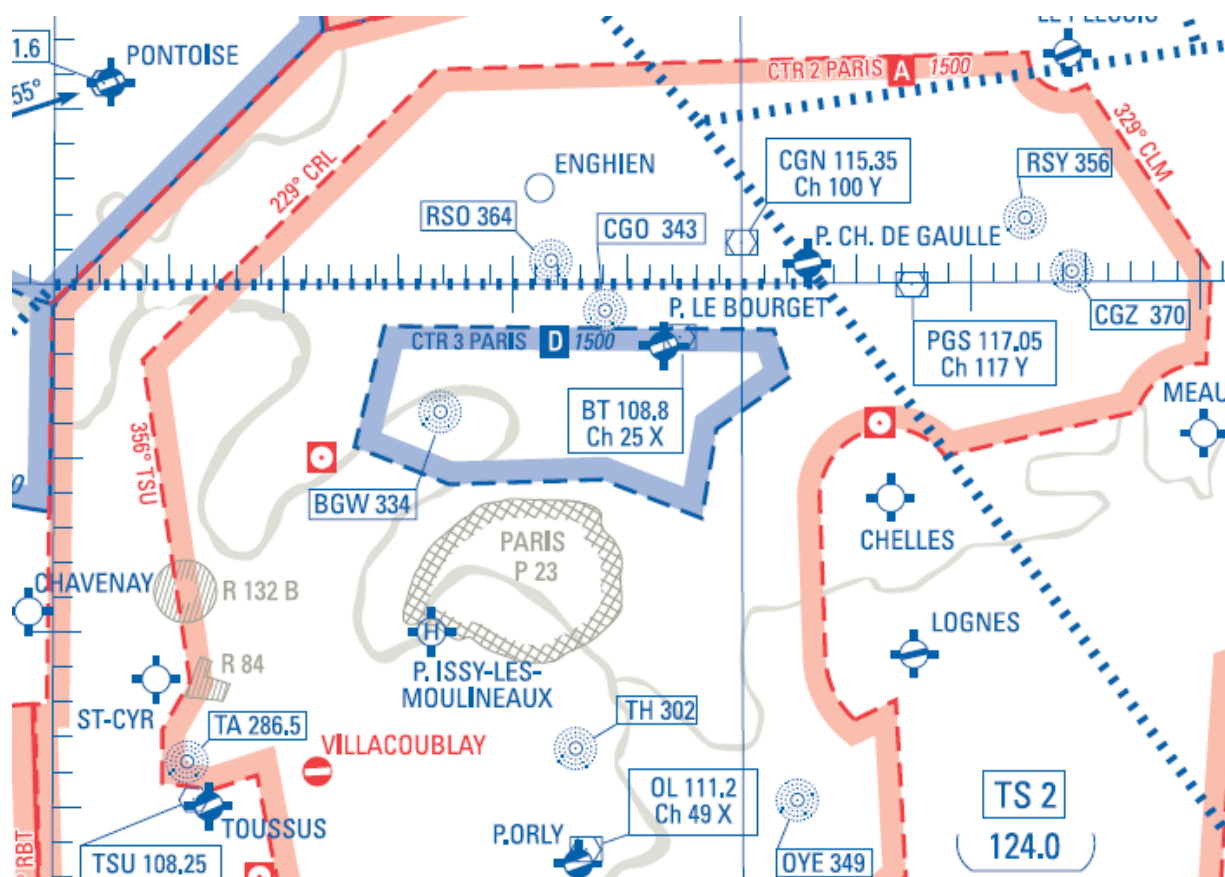 1.6
PONTOISE
55°
CTR 2 PARIS A 1500
229° CRL
329° CLM
ENGHIEN
CGN 115.35
Ch 100 Y
RSY 356
RSO 364
CGO 343
P. CH. DE GAULLE
P. LE BOURGET
CGZ 370
CTR 3 PARIS D 1500
PGS 117.05
Ch 117 Y
BT 108.8
Ch 25 X
MEAU
356° TSU
BGW 334
CHELLES
PARIS
P 23
CHAVENAY
R 132 B
H
LOGNES
R 84
P. ISSY-LES-
MOULINEAUX
ST-CYR
TA 286.5
TH 302
VILLACOUBLAY
OL 111.2
Ch 49 X
TS 2
TOUSSUS
P.ORLY
124.0
RBT
TSU 108.25
OYE 349